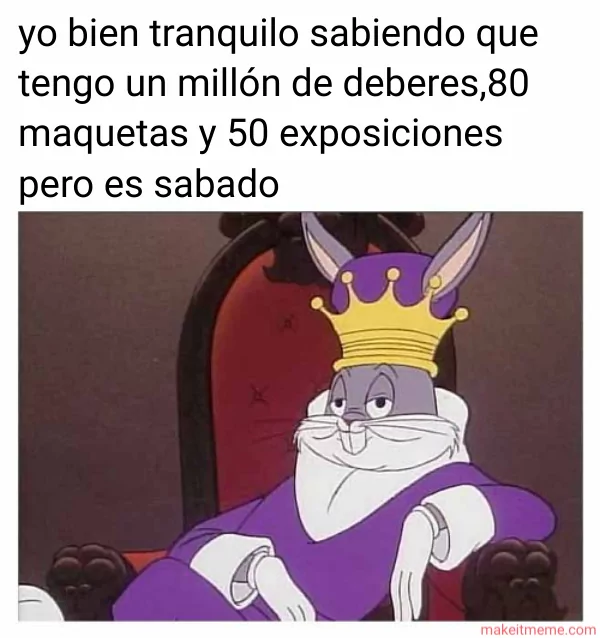 yo bien tranquilo sabiendo que
tengo un millón de deberes,80
maquetas y 50 exposiciones
pero es sabado
makeitmeme.com